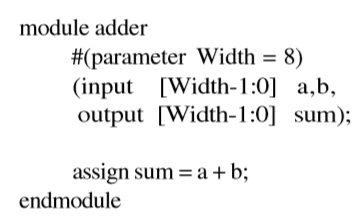 module adder
#(parameter Width = 8)
(input [Width-1:0] a,b,
output [Width-1:0] sum);
assign sum = a + b;
endmodule